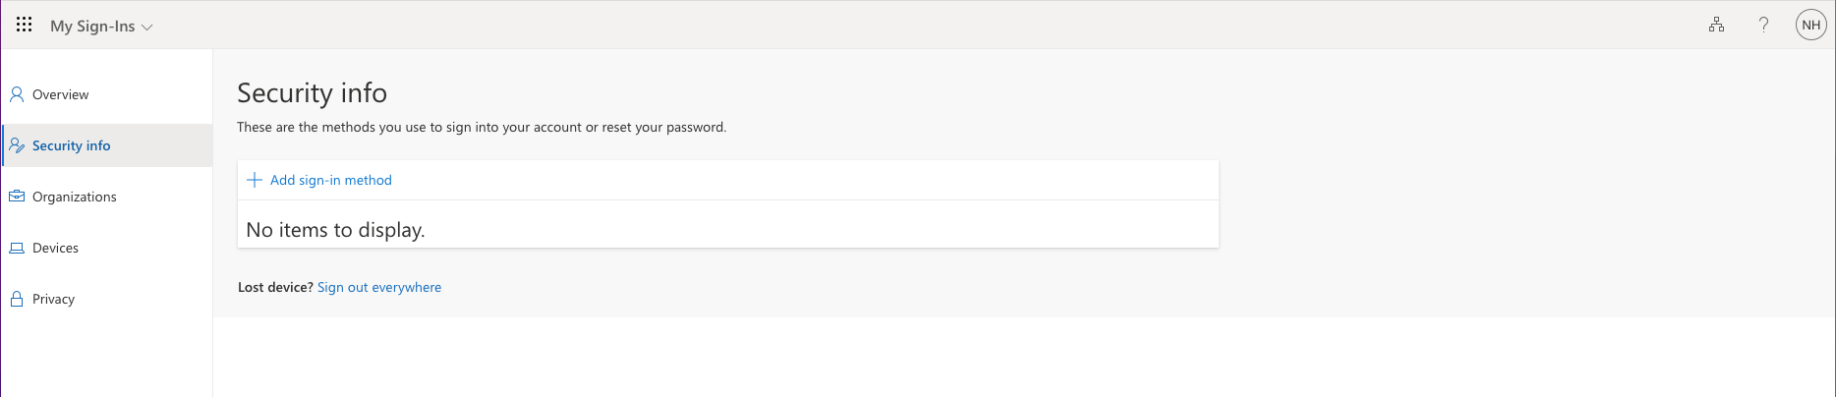 My Sign-Ins
? NH
Overview
Security info
Organizations
Devices
Privacy
Security info
These are the methods you use to sign into your account or reset your password.
Add sign-in method
No items to display.
Lost device? Sign out everywhere